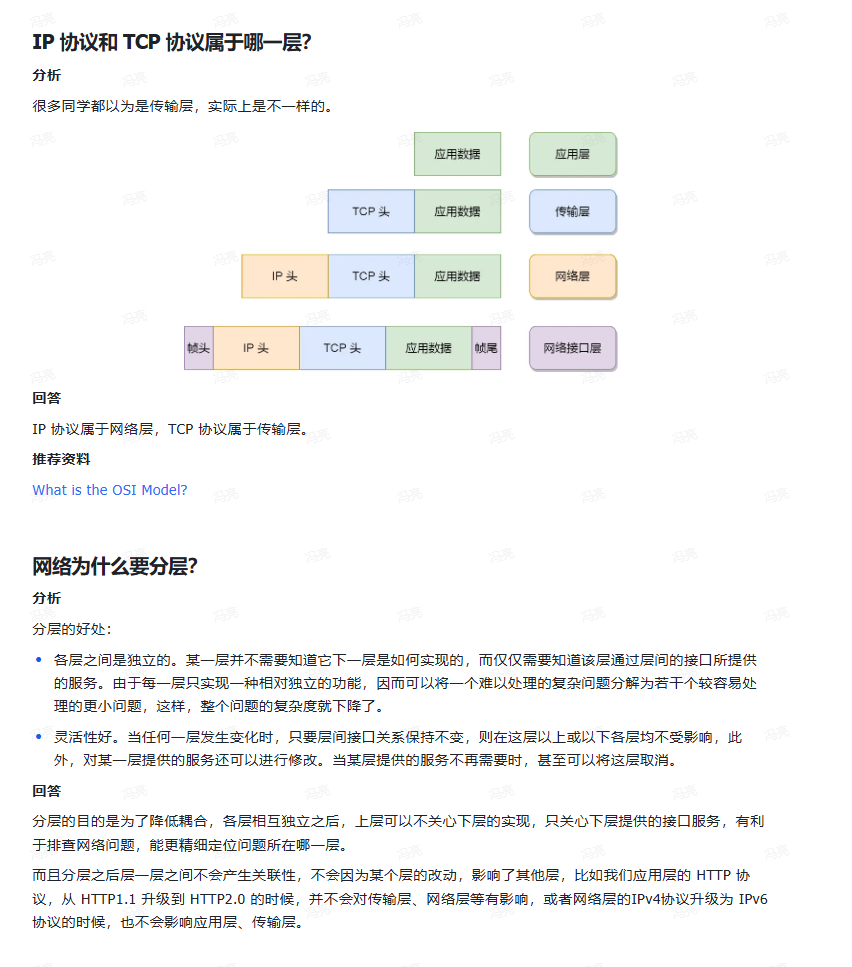 IP 协议和 TCP 协议属于哪一层？
分析
很多同学都以为是传输层，实际上是不一样的。
应用数据 应用层
TCP 头 应用数据 传输层
IP 头 TCP 头 应用数据 网络层
帧头 IP 头 TCP 头 应用数据 帧尾 网络接口层
回答
IP 协议属于网络层，TCP 协议属于传输层。
推荐资料
What is the OSI Model?
网络为什么要分层？
分析
分层的好处：
• 各层之间是独立的。某一层并不需要知道它下一层是如何实现的，而仅仅需要知道该层通过层间的接口所提供
的服务。由于每一层只实现一种相对独立的功能，因而可以将一个难以处理的复杂问题分解为若干个较容易处
理的更小问题，这样，整个问题的复杂度就下降了。
• 灵活性好。当任何一层发生变化时，只要层间接口关系保持不变，则在这层以上或以下各层均不受影响，此
外，对某一层提供的服务还可以进行修改。当某层提供的服务不再需要时，甚至可以将这层取消。
回答
分层的目的是为了降低耦合，各层相互独立之后，上层可以不关心下层的实现，只关心下层提供的接口服务，有利
于排查网络问题，能更精细定位问题所在哪一层。
而且分层之后层一层之间不会产生关联性，不会因为某个层的改动，影响了其他层，比如我们应用层的 HTTP 协
议，从 HTTP1.1 升级到 HTTP2.0 的时候，并不会对传输层、网络层等有影响，或者网络层的IPv4协议升级为 IPv6
协议的时候，也不会影响应用层、传输层。
冯亮